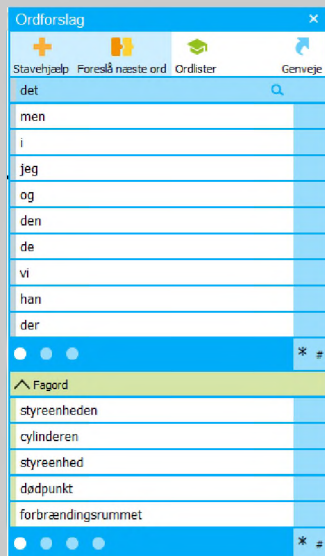 Ordforslag ×
Stavehjælp Foreslå næste ord Ordlister Genveje
det
men
i
jeg
og
den
de
vi
han
der
* #
Fagord
styreenheden
cylinderen
styreenhed
dødpunkt
forbrændingsrummet
* #